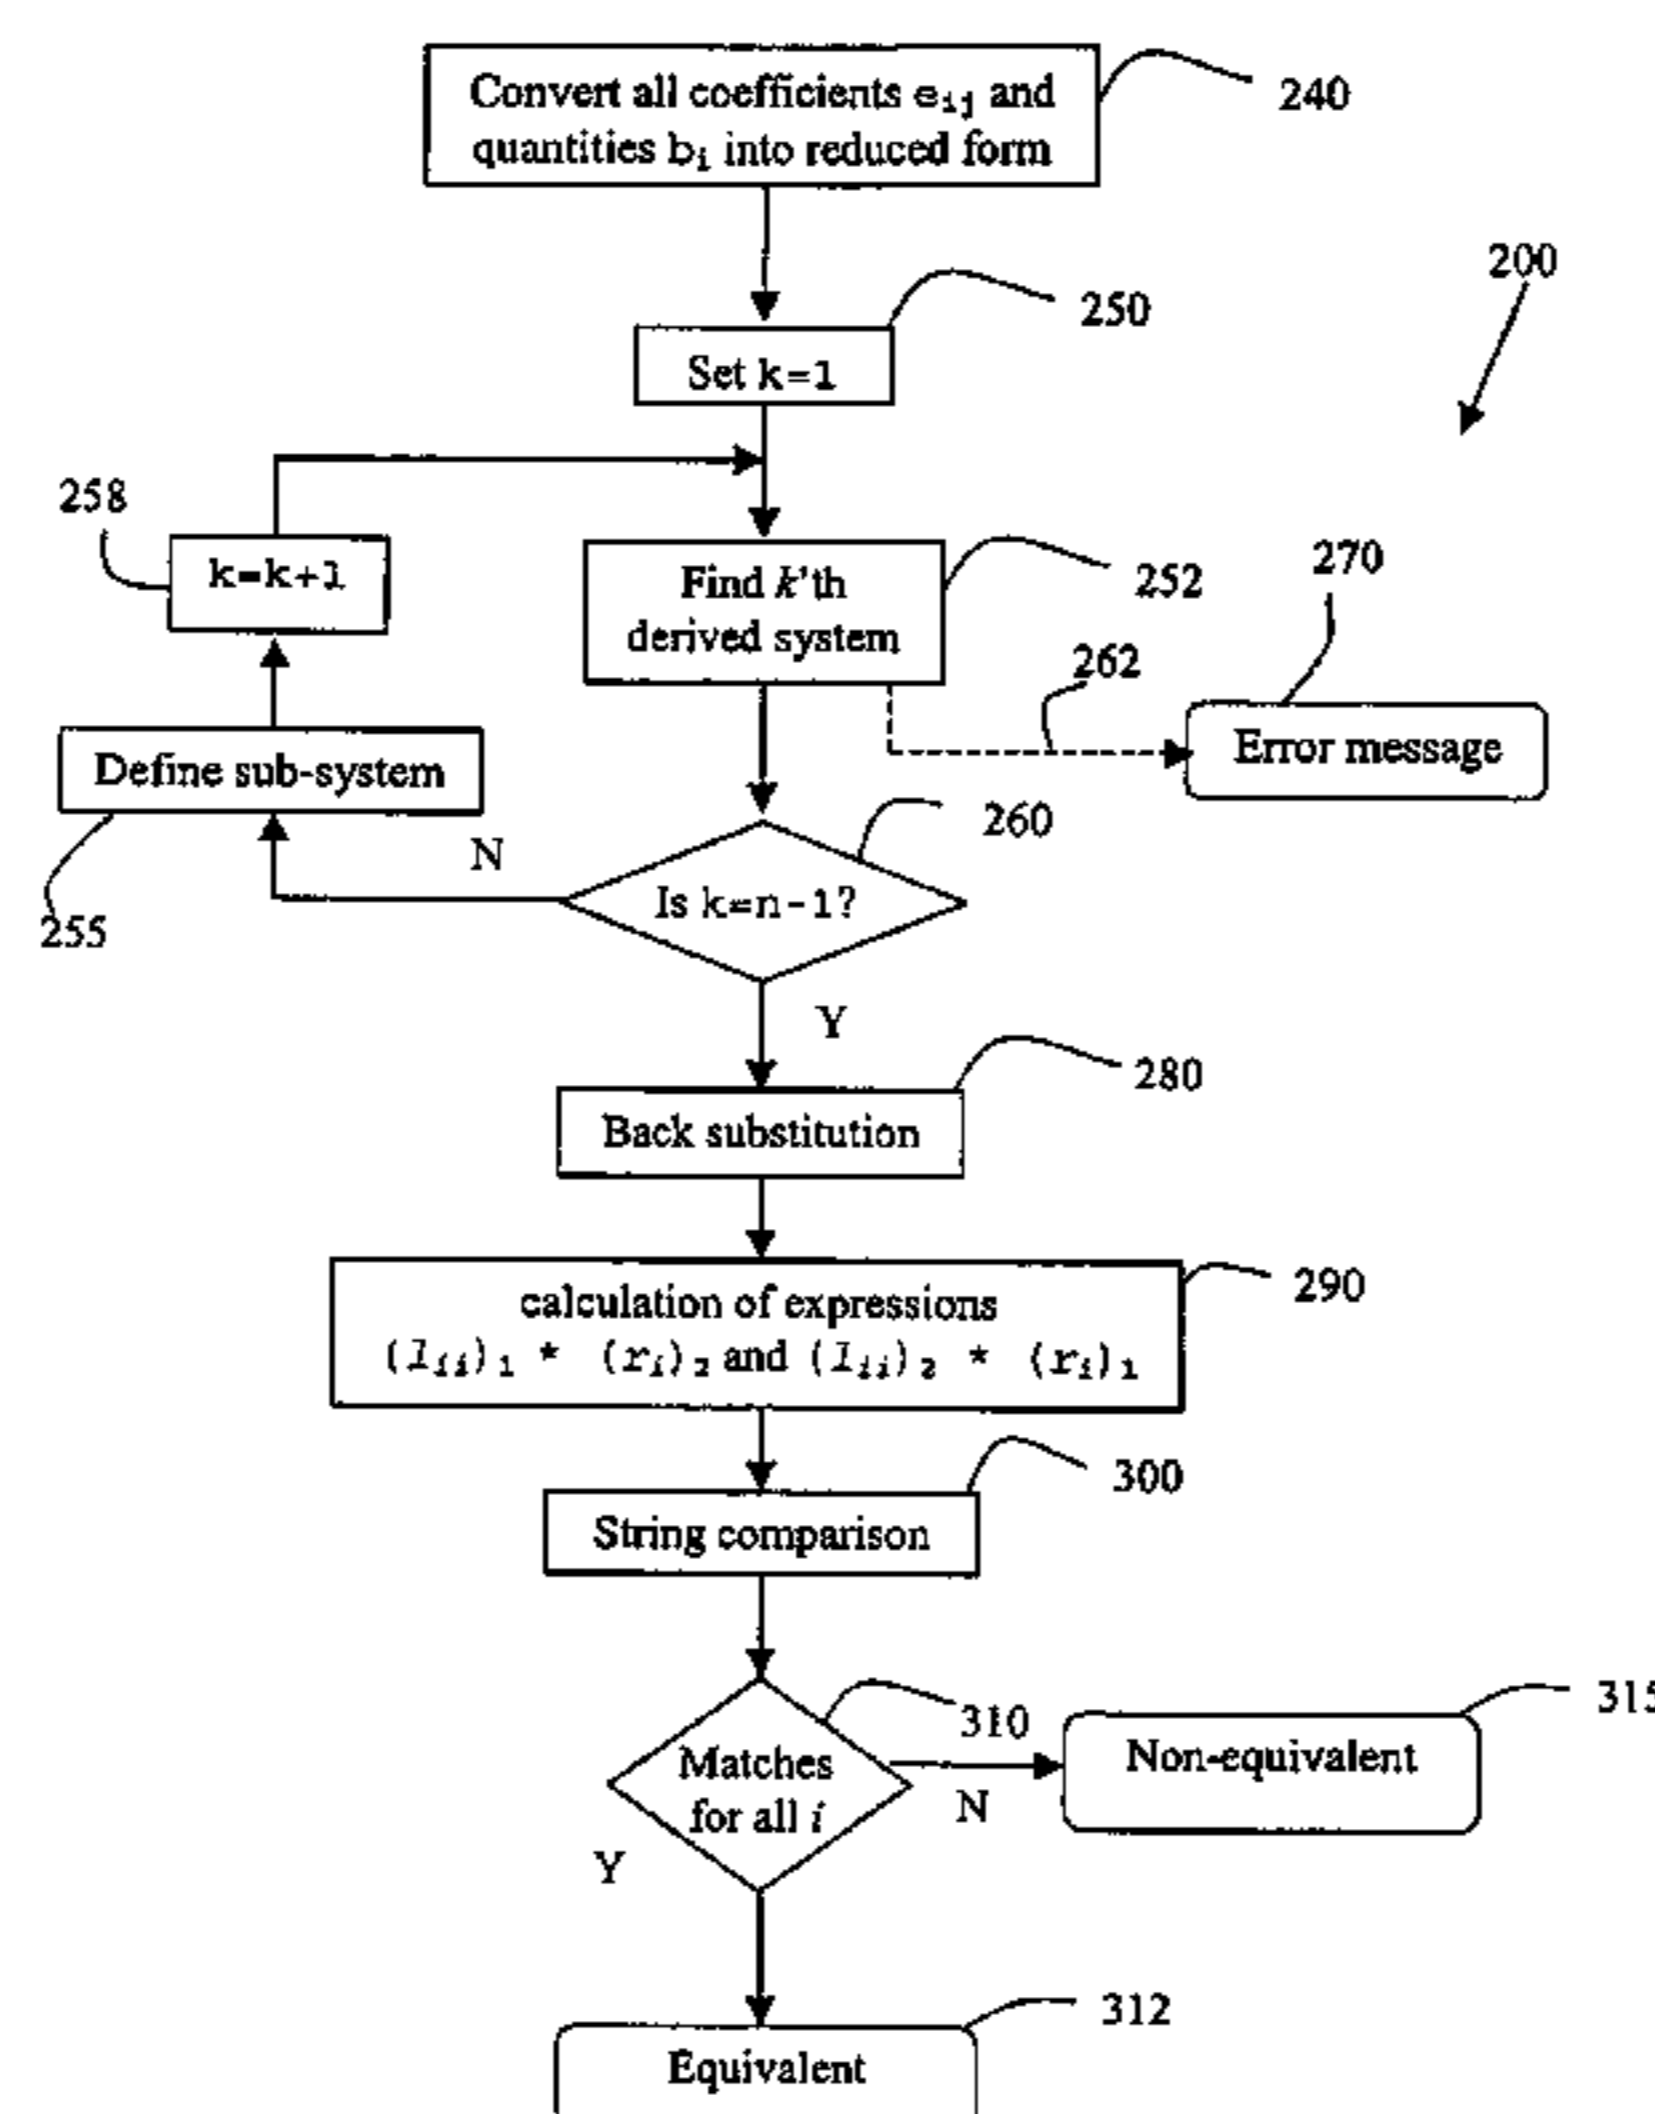 Convert all coefficients eij and
quantities bi into reduced form
240
200
250
Set k=1
258
k=k+1
Find k'th
derived system
252
270
262
Error message
Define sub-system
255
N
260
Is k=n-1?
Y
280
Back substitution
290
calculation of expressions
(lii)1 * (ri)2 and (lii)2 * (ri)1
300
String comparison
310
Matches
for all i
N
315
Non-equivalent
Y
312
Equivalent